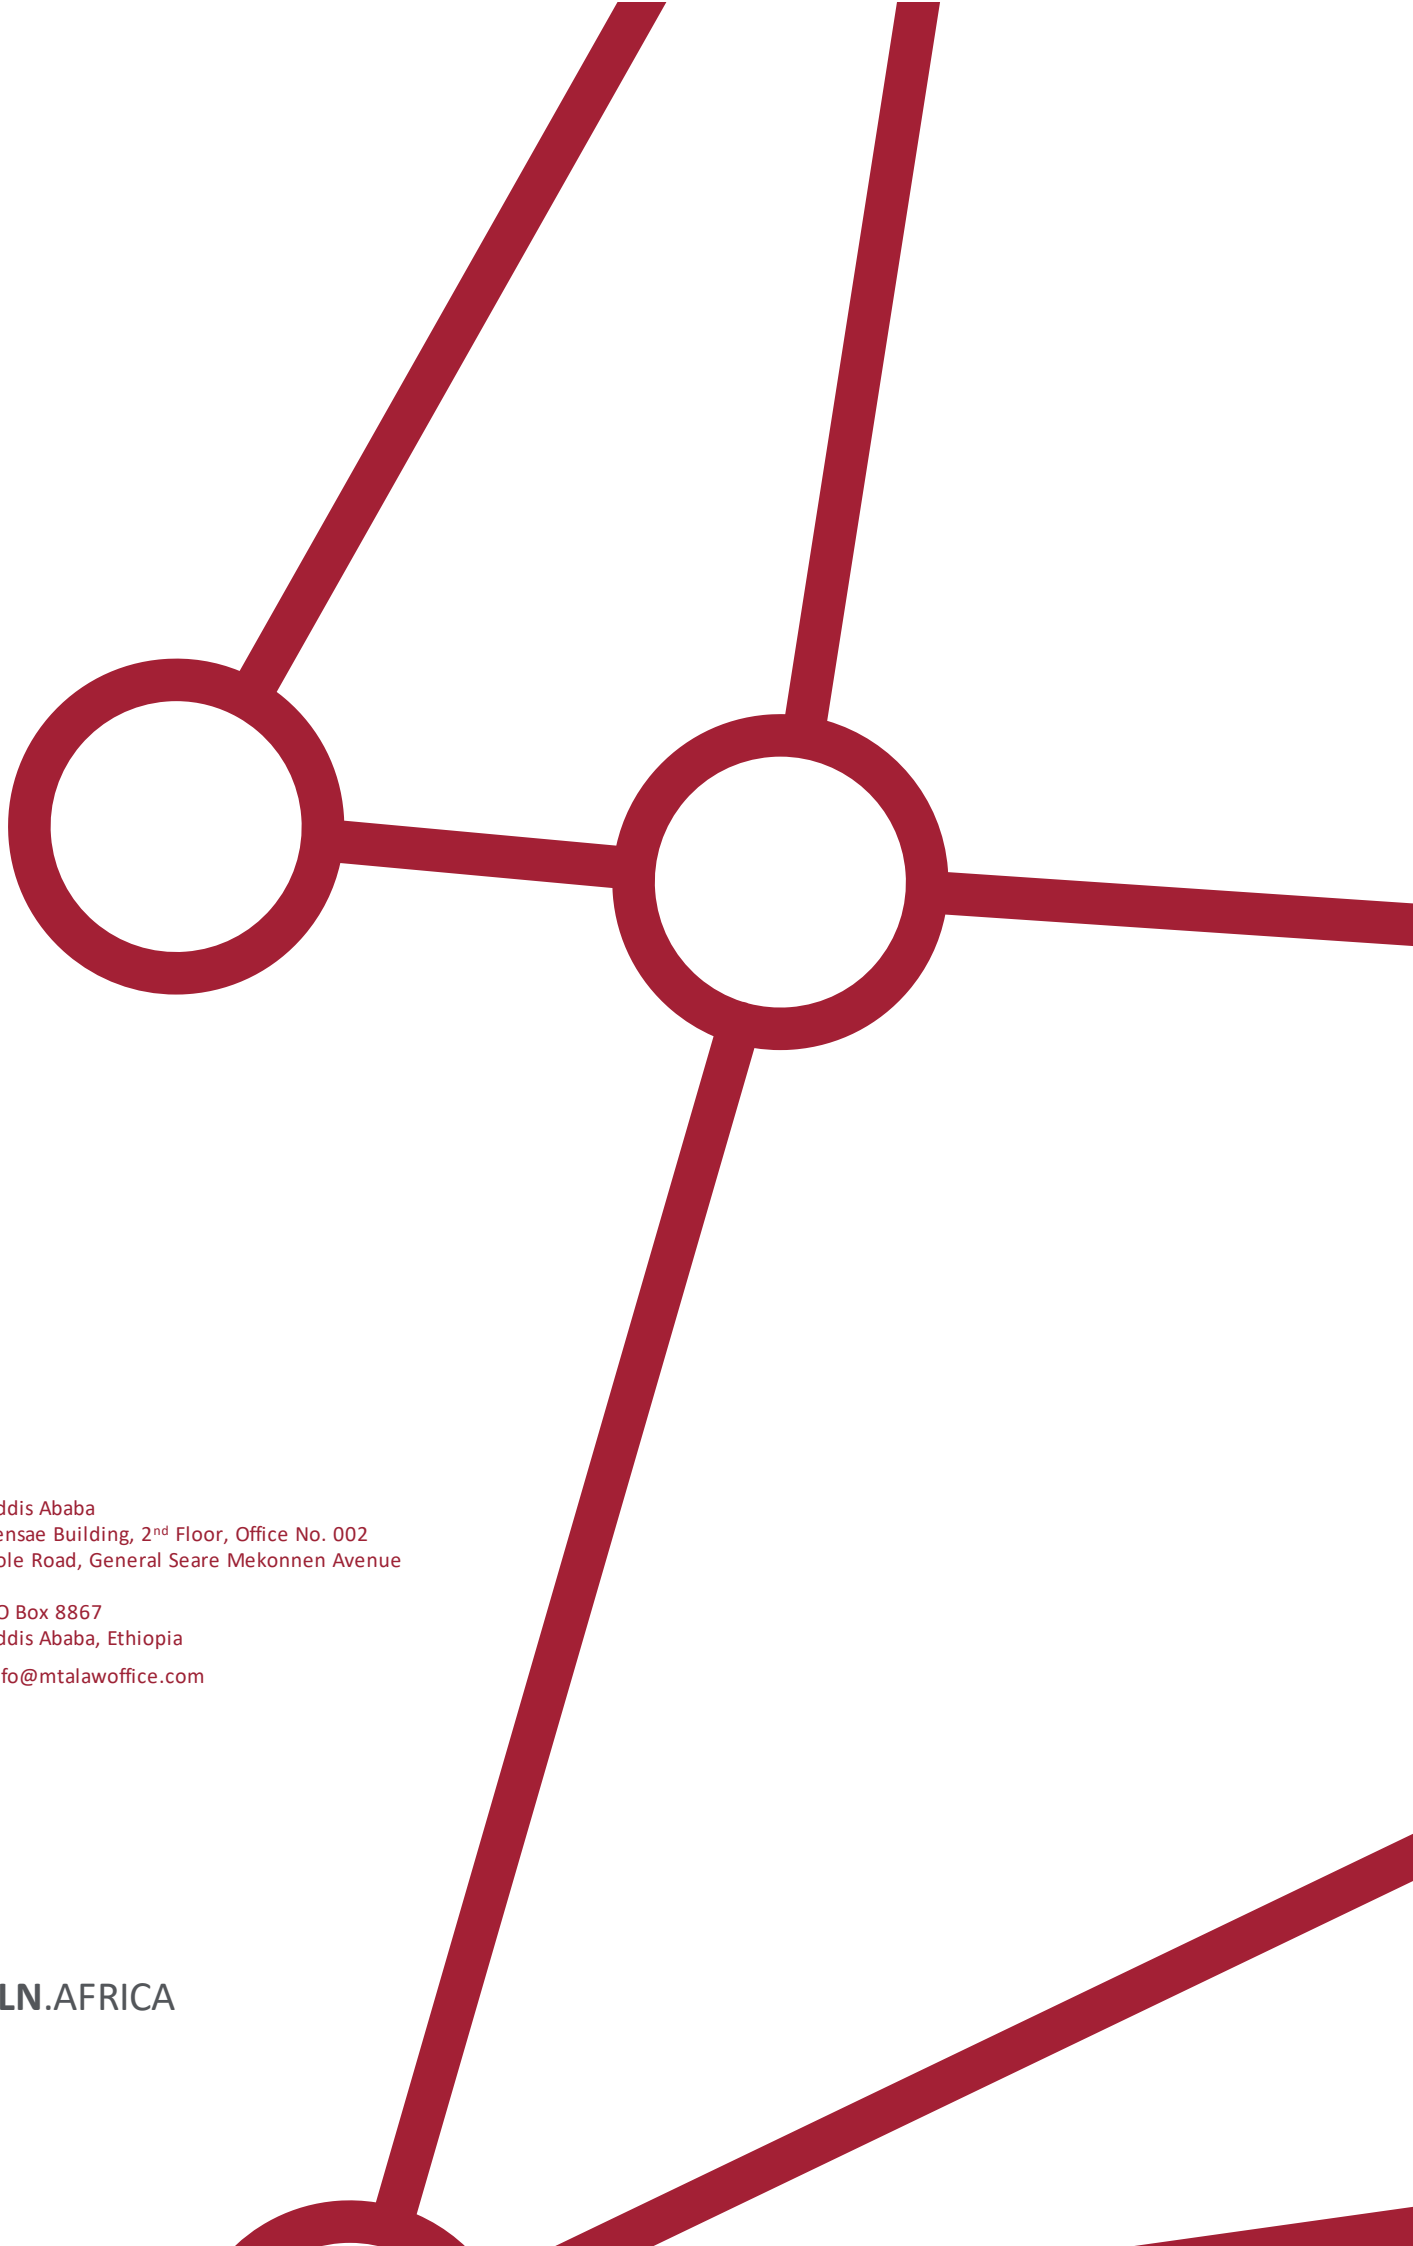 ddis Ababa
ensae Building, 2nd Floor, Office No. 002
ole Road, General Seare Mekonnen Avenue
O Box 8867
ddis Ababa, Ethiopia
fo@mtalawoffice.com
LN.AFRICA